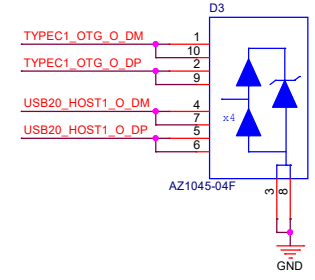 D3
TYPEC1_OTG_O_DM
1
10
TYPEC1_OTG_O_DP
2
9
USB20_HOST1_O_DM
4
7
USB20_HOST1_O_DP
5
6
x4
AZ1045-04F
3
8
GND